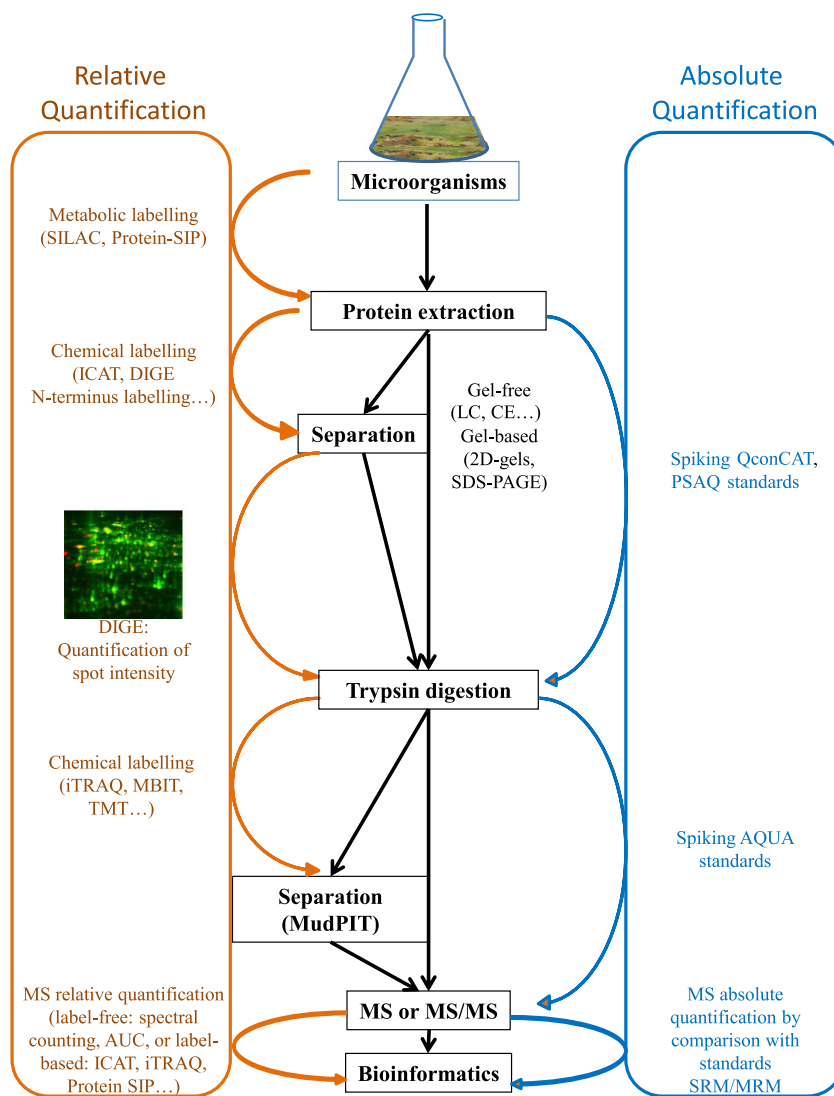 Relative
Quantification
Absolute
Quantification
Microorganisms
Metabolic labelling
(SILAC, Protein-SIP)
Protein extraction
Chemical labelling
(ICAT, DIGE
N-terminus labelling…)
Gel-free
(LC, CE…)
Gel-based
(2D-gels,
SDS-PAGE)
Separation
Spiking QconCAT,
PSAQ standards
DIGE:
Quantification of
spot intensity
Trypsin digestion
Chemical labelling
(iTRAQ, MBIT,
TMT…)
Spiking AQUA
standards
Separation
(MudPIT)
MS relative quantification
(label-free: spectral
counting, AUC, or label-
based: ICAT, iTRAQ,
Protein SIP…)
MS or MS/MS
Bioinformatics
MS absolute
quantification by
comparison with
standards
SRM/MRM